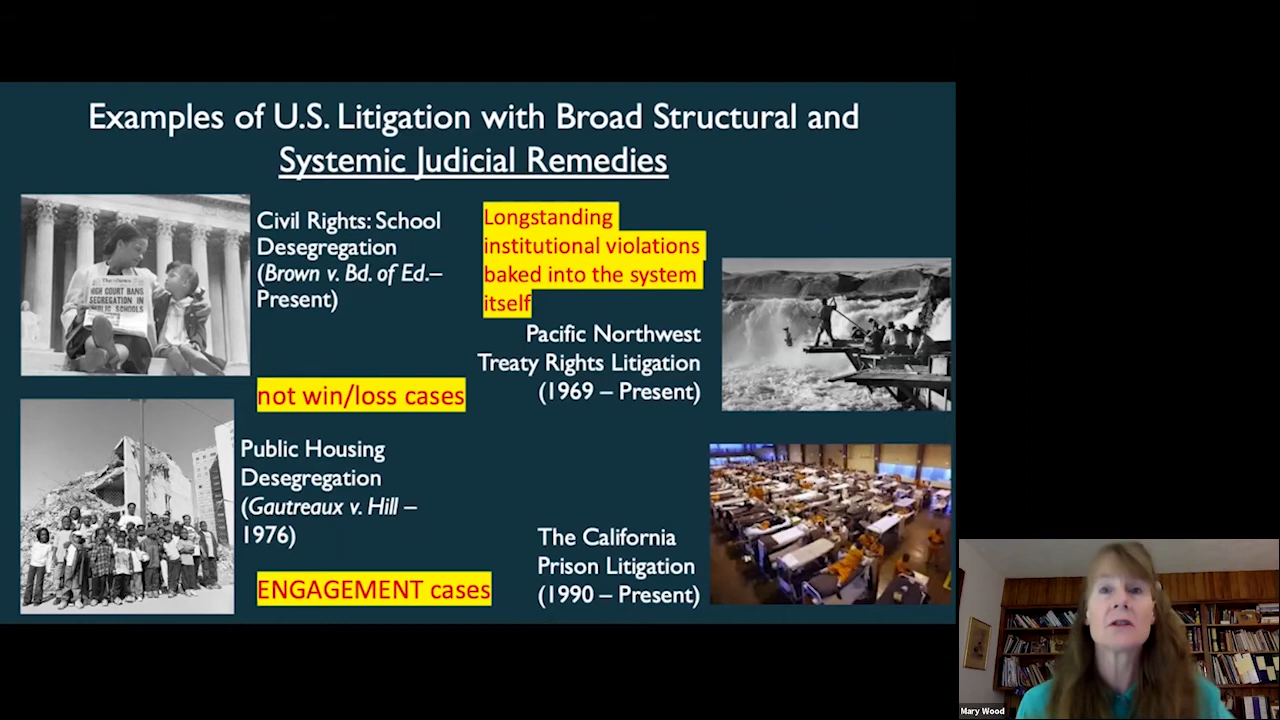 Examples of U.S. Litigation with Broad Structural and
Systemic Judicial Remedies
Civil Rights: School
Desegregation
(Brown v. Bd. of Ed.–
Present)
Longstanding
institutional violations
baked into the system
itself
Pacific Northwest
Treaty Rights Litigation
(1969 – Present)
not win/loss cases
Public Housing
Desegregation
(Gautreaux v. Hill –
1976)
ENGAGEMENT cases
The California
Prison Litigation
(1990 – Present)
HIGH COURT BANS
SEGREGATION IN
PUBLIC SCHOOLS
Mary Wood